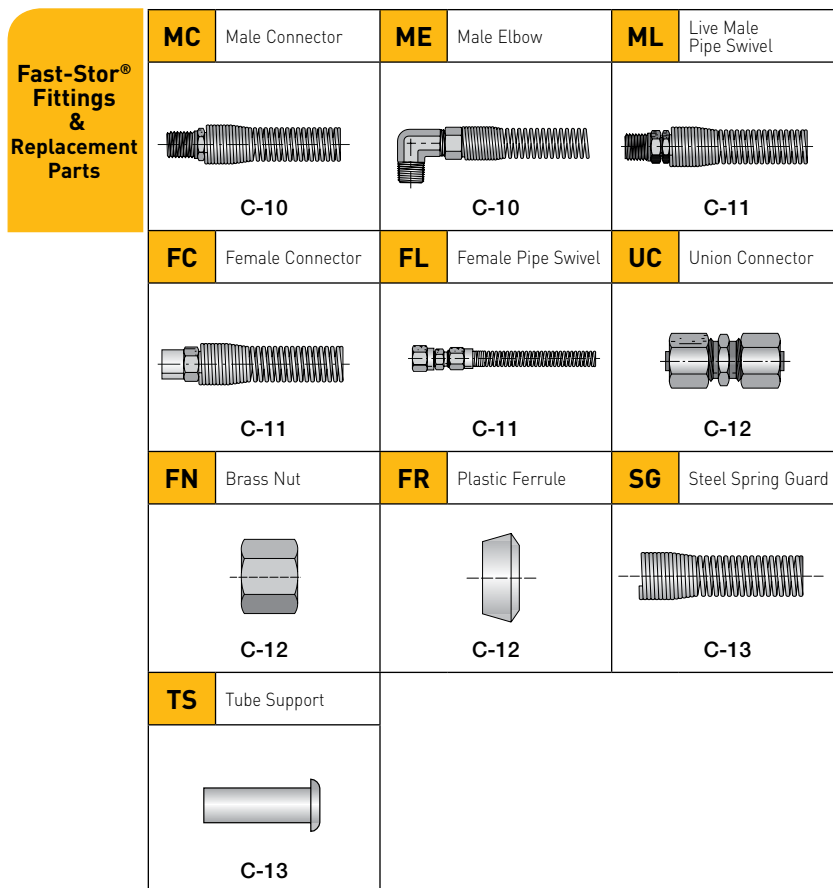 Fast-Stor®
Fittings
&
Replacement
Parts
MC Male Connector
C-10
ME Male Elbow
C-10
ML Live Male
Pipe Swivel
C-11
FC Female Connector
C-11
FL Female Pipe Swivel
C-11
UC Union Connector
C-12
FN Brass Nut
C-12
FR Plastic Ferrule
C-12
SG Steel Spring Guard
C-13
TS Tube Support
C-13